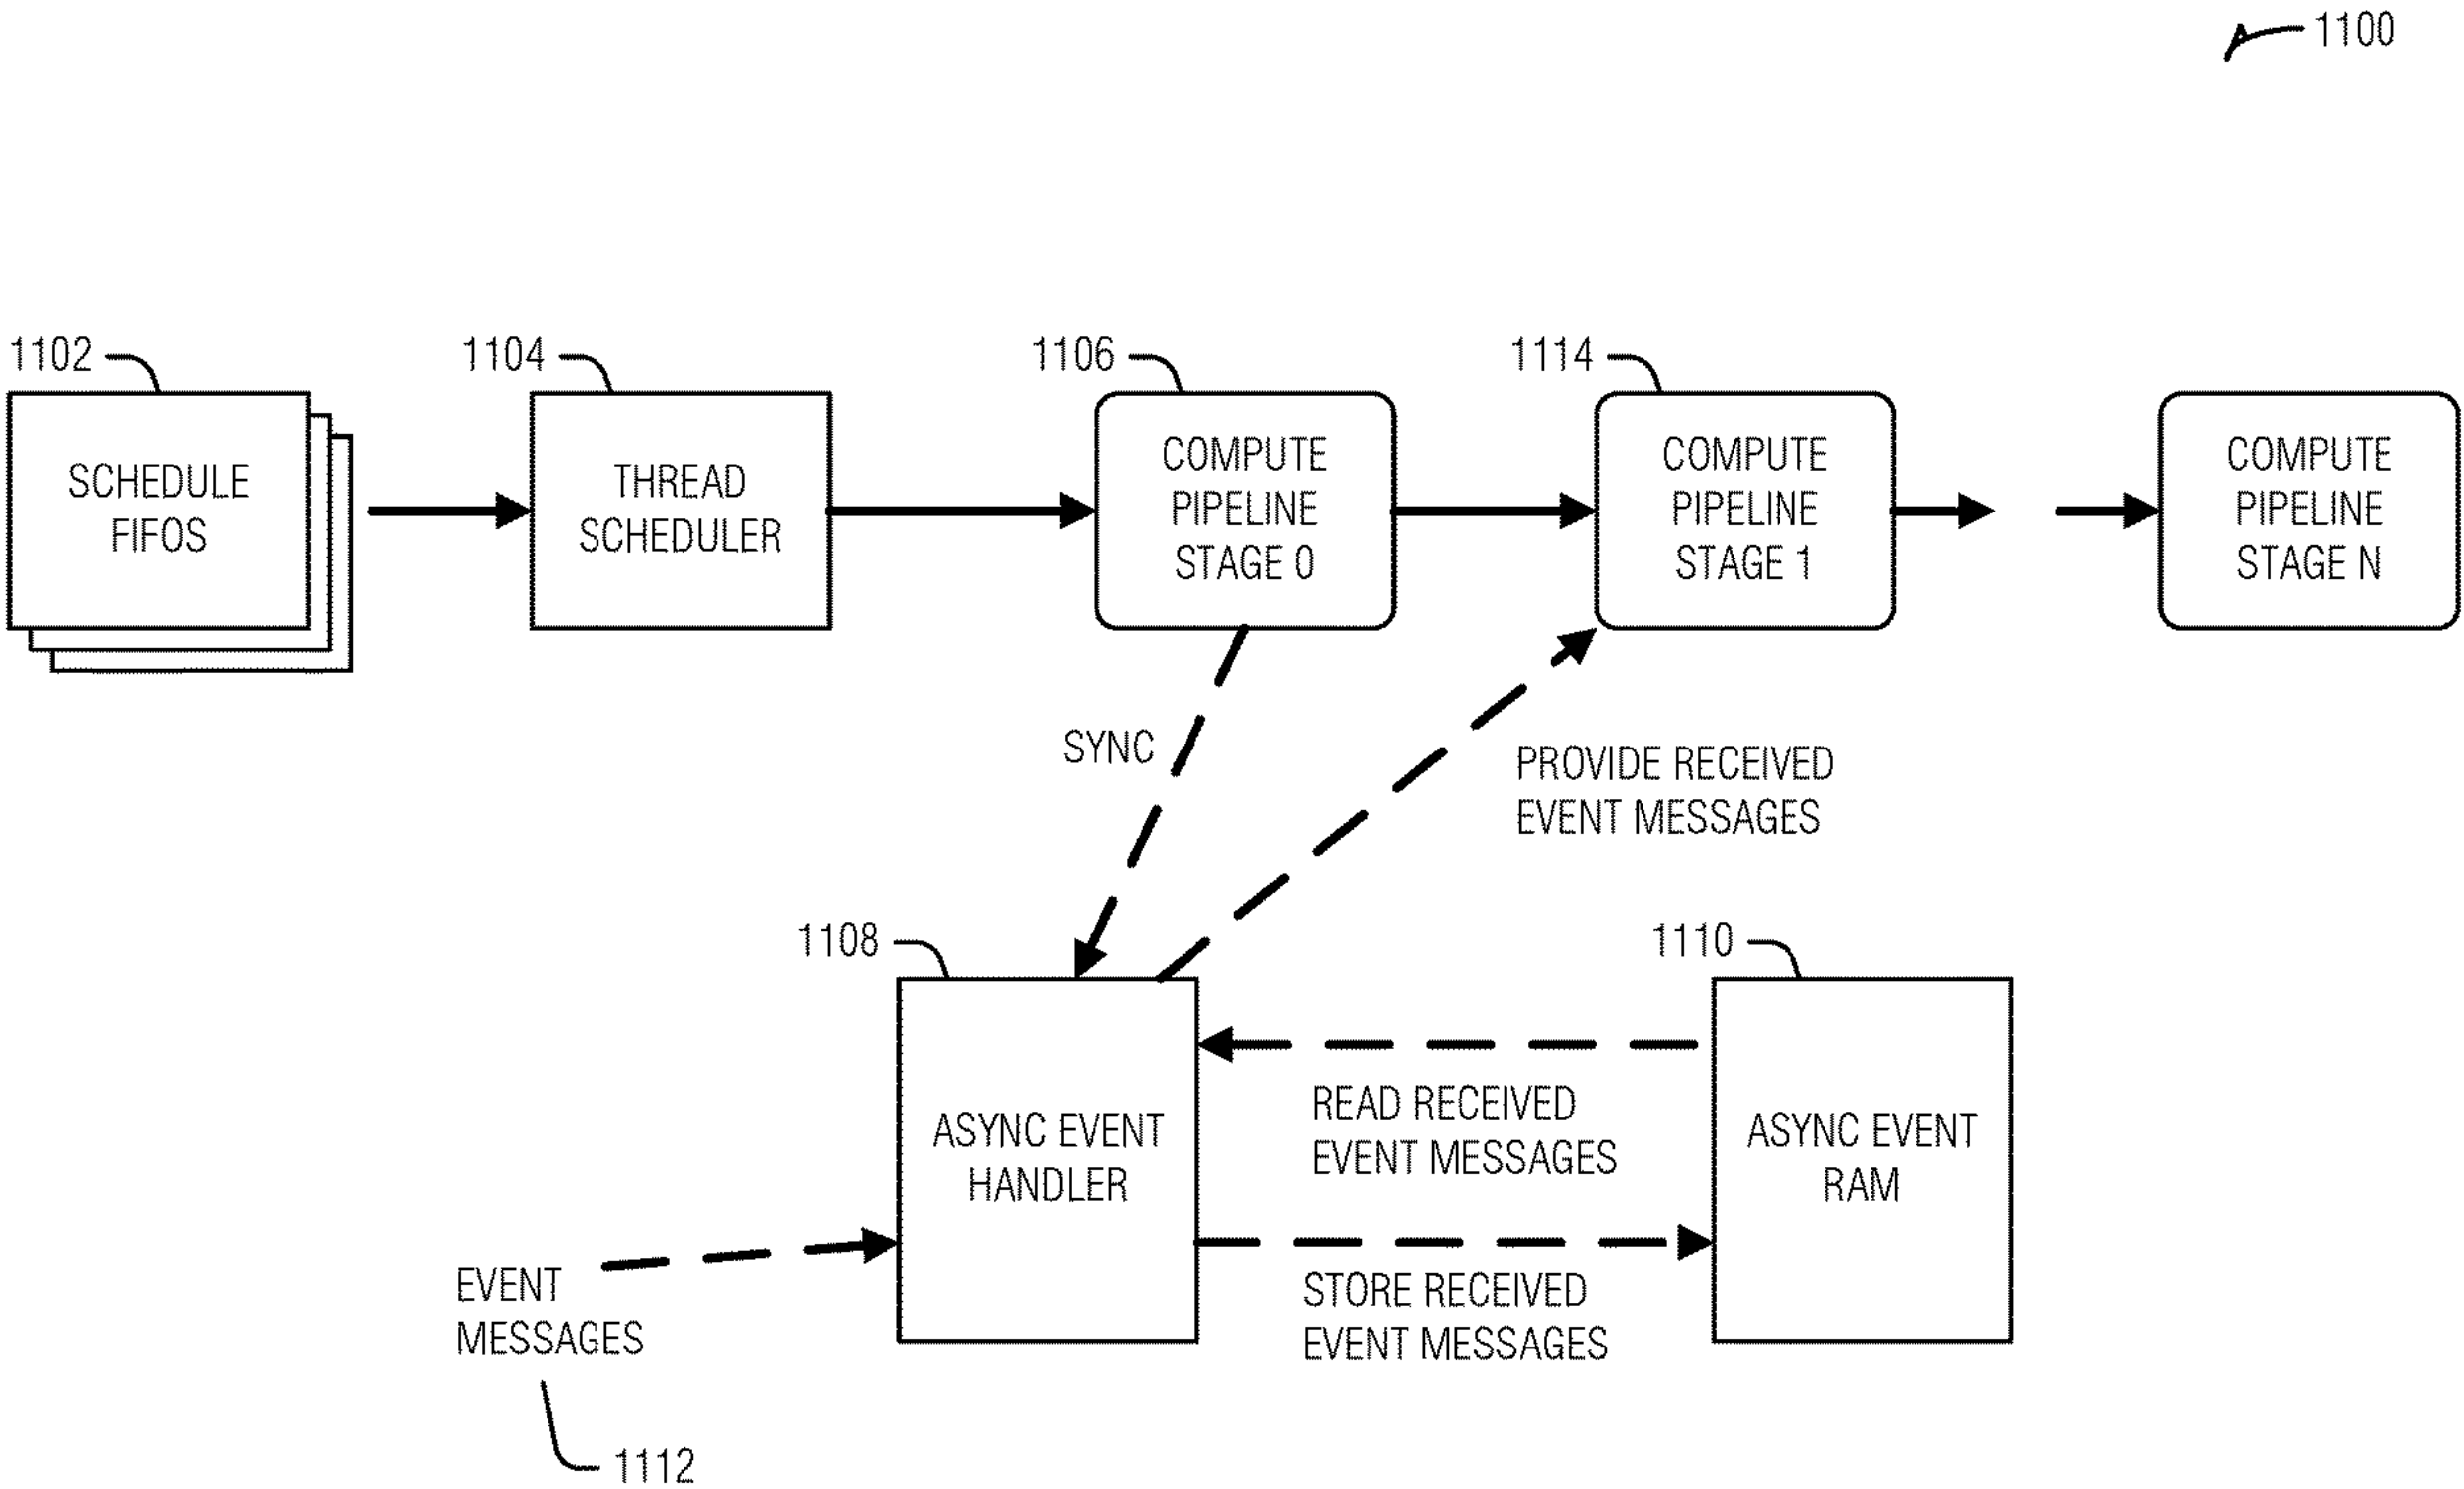 1100
1102
1104
1106
1114
SCHEDULE
FIFOS
THREAD
SCHEDULER
COMPUTE
PIPELINE
STAGE 0
COMPUTE
PIPELINE
STAGE 1
COMPUTE
PIPELINE
STAGE N
SYNC
PROVIDE RECEIVED
EVENT MESSAGES
1108
1110
ASYNC EVENT
HANDLER
READ RECEIVED
EVENT MESSAGES
ASYNC EVENT
RAM
EVENT
MESSAGES
STORE RECEIVED
EVENT MESSAGES
1112